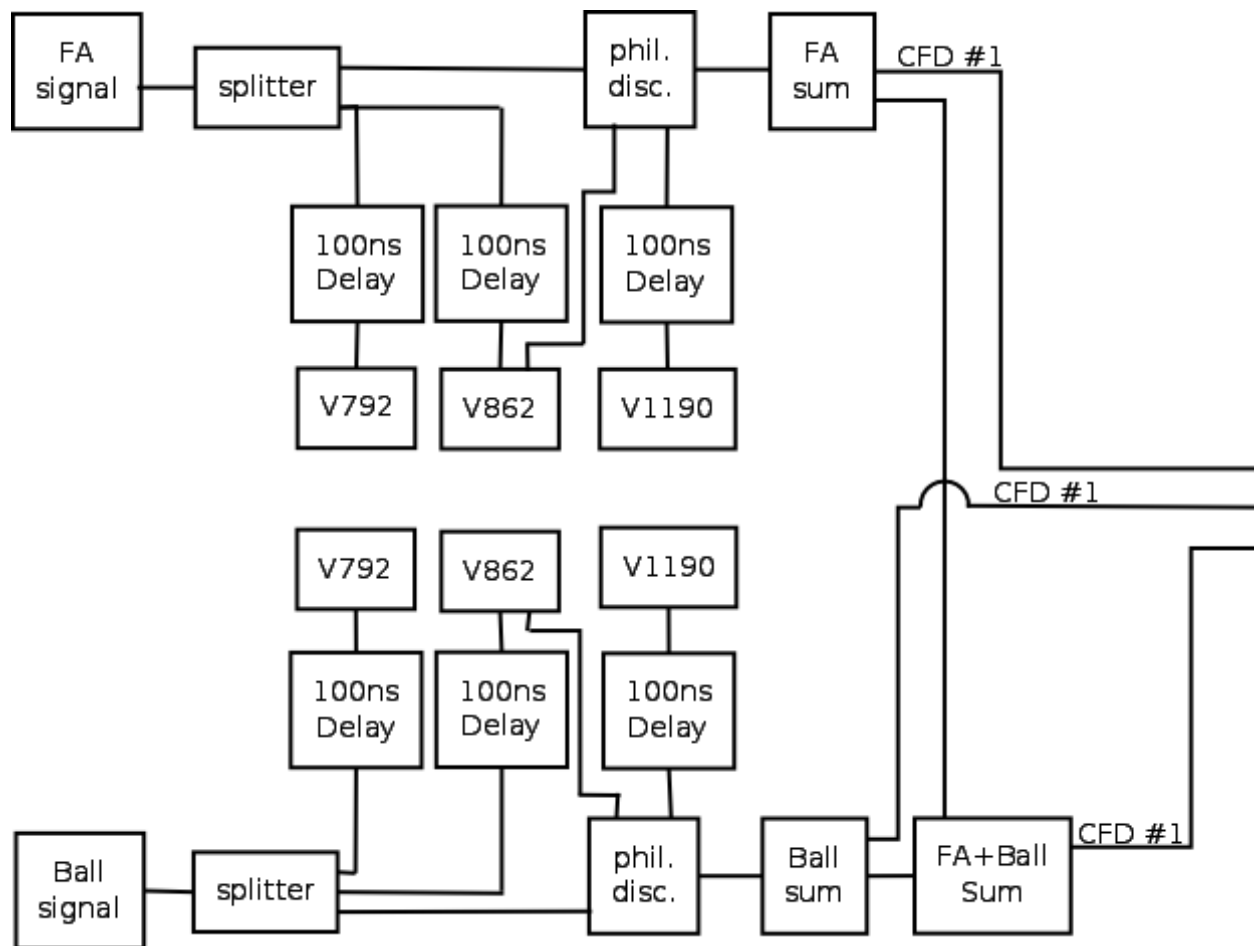 FA
signal
splitter
phil.
disc.
FA
sum
CFD #1
100ns
Delay
100ns
Delay
100ns
Delay
V792
V862
V1190
CFD #1
V792
V862
V1190
100ns
Delay
100ns
Delay
100ns
Delay
CFD #1
Ball
signal
splitter
phil.
disc.
Ball
sum
FA+Ball
Sum